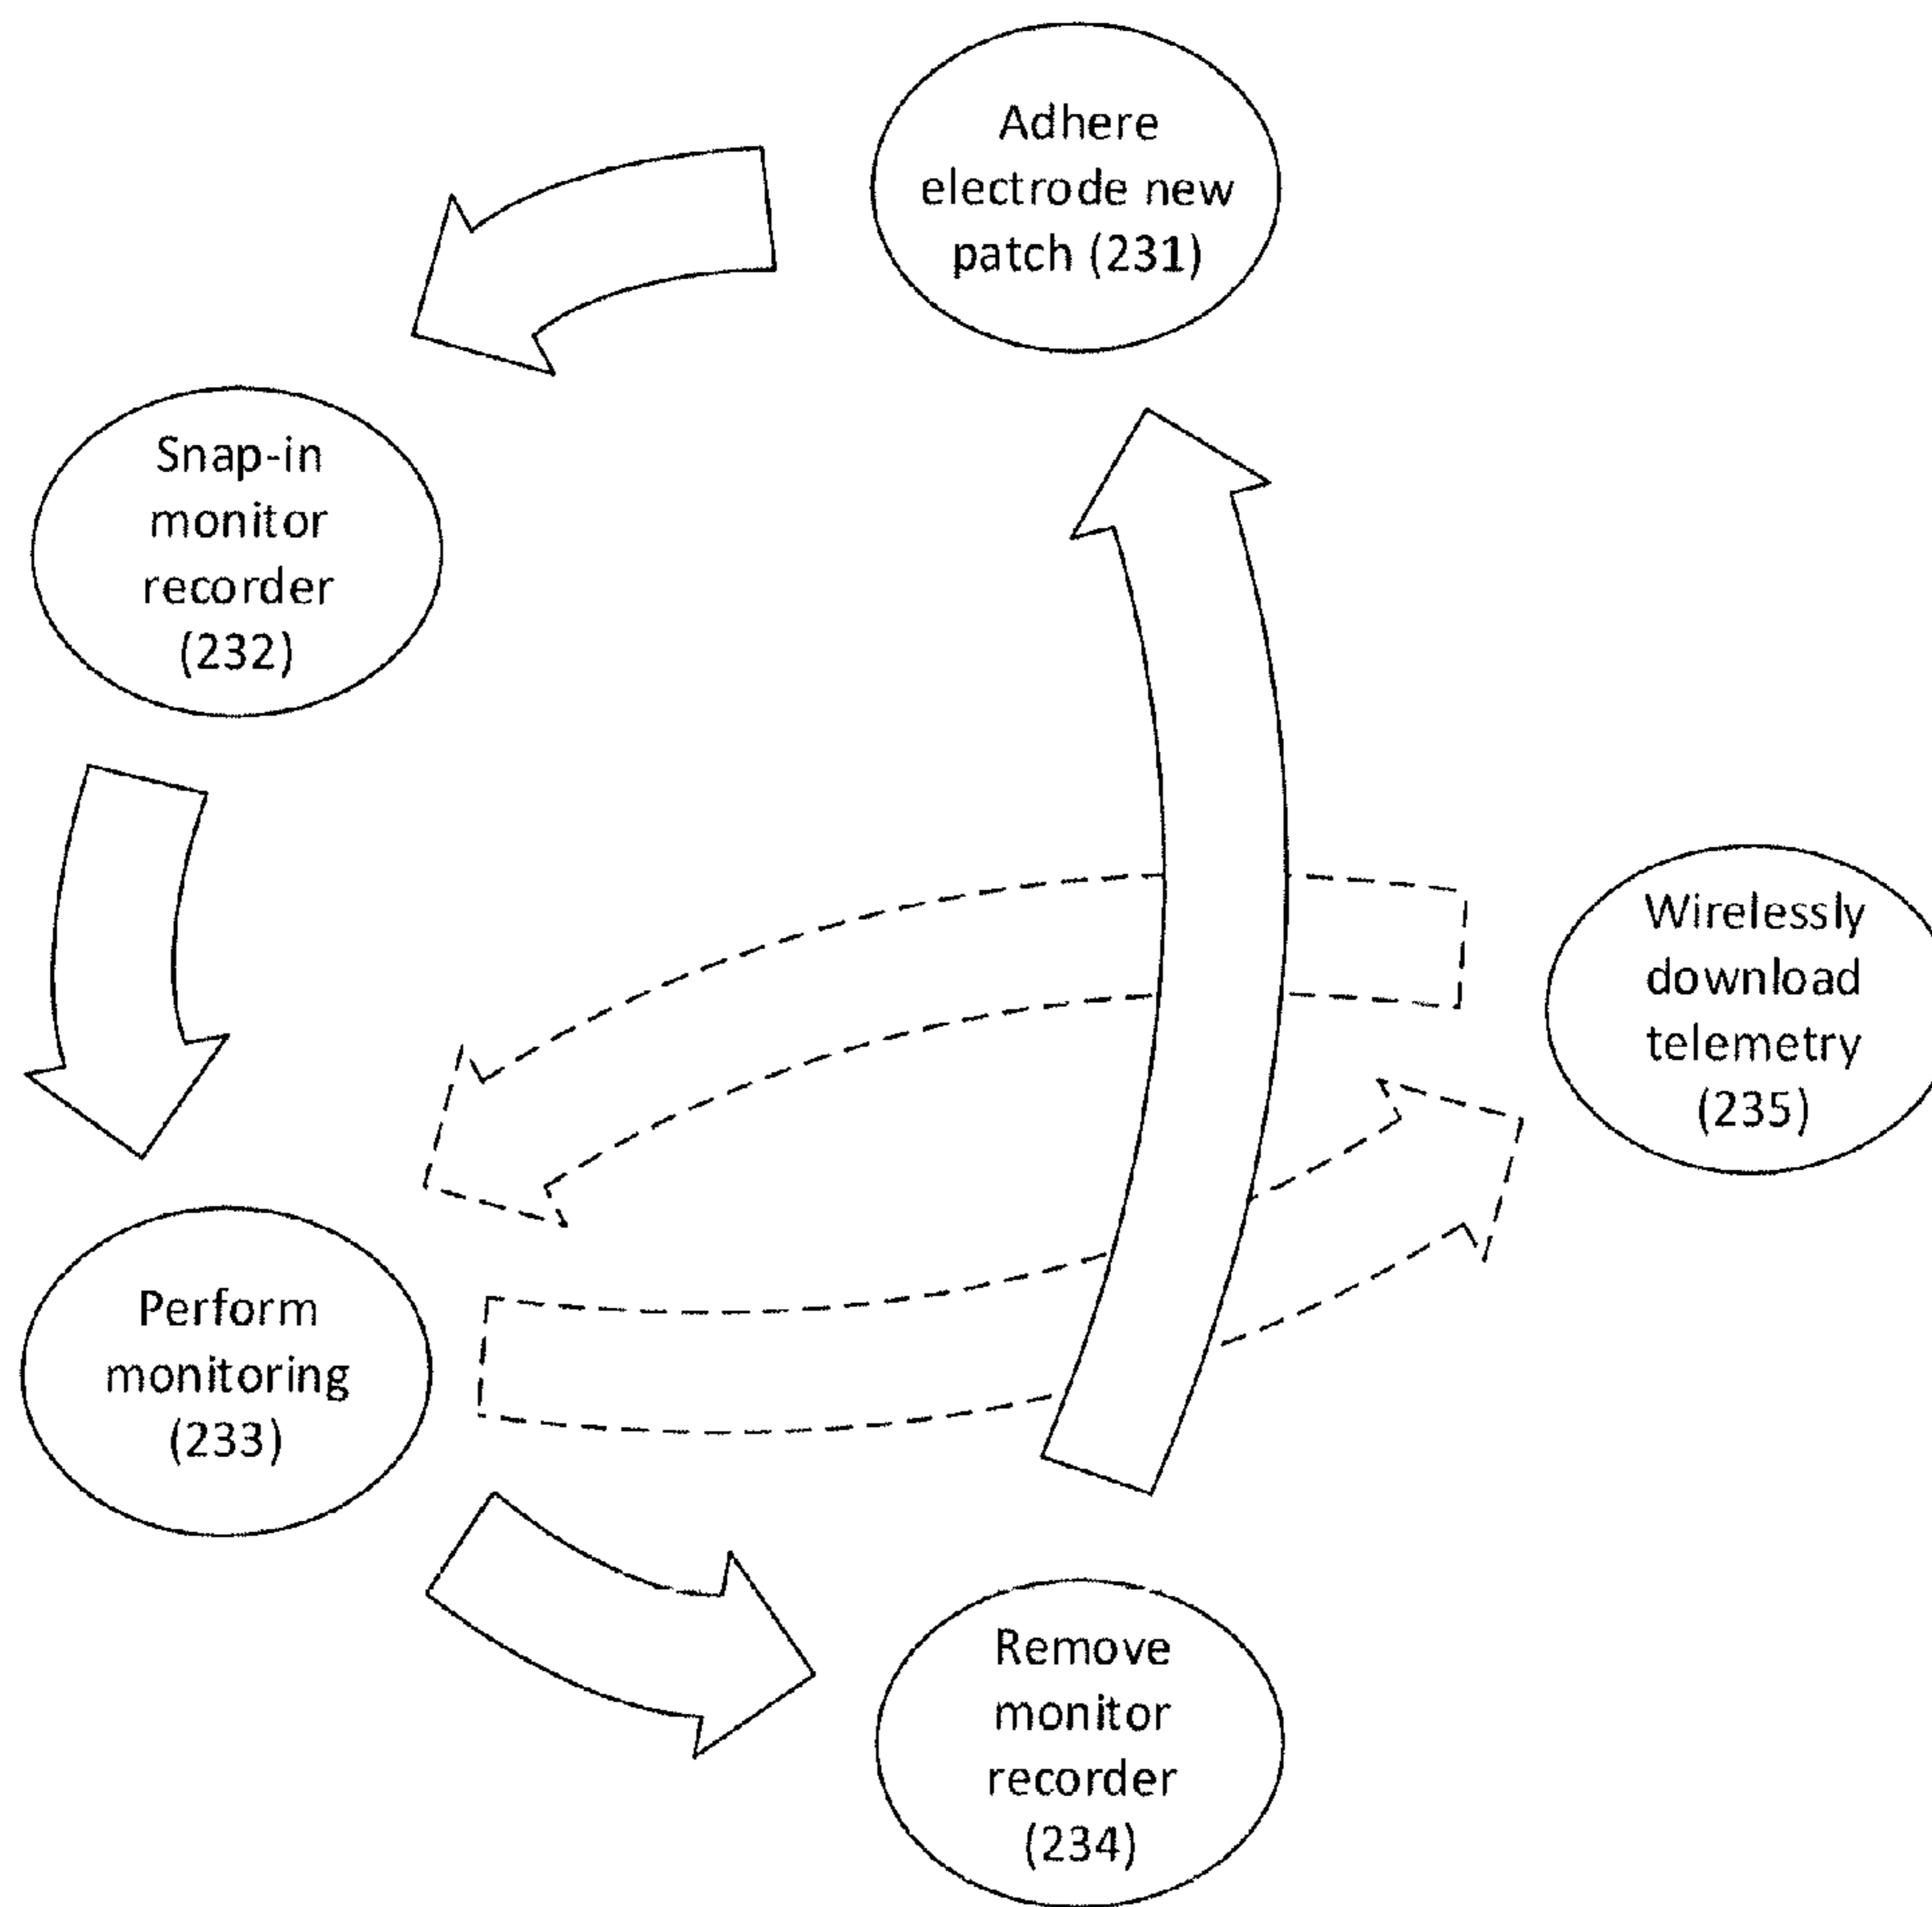 Adhere
electrode new
patch (231)
Snap-in
monitor
recorder
(232)
Wirelessly
download
telemetry
(235)
Perform
monitoring
(233)
Remove
monitor
recorder
(234)